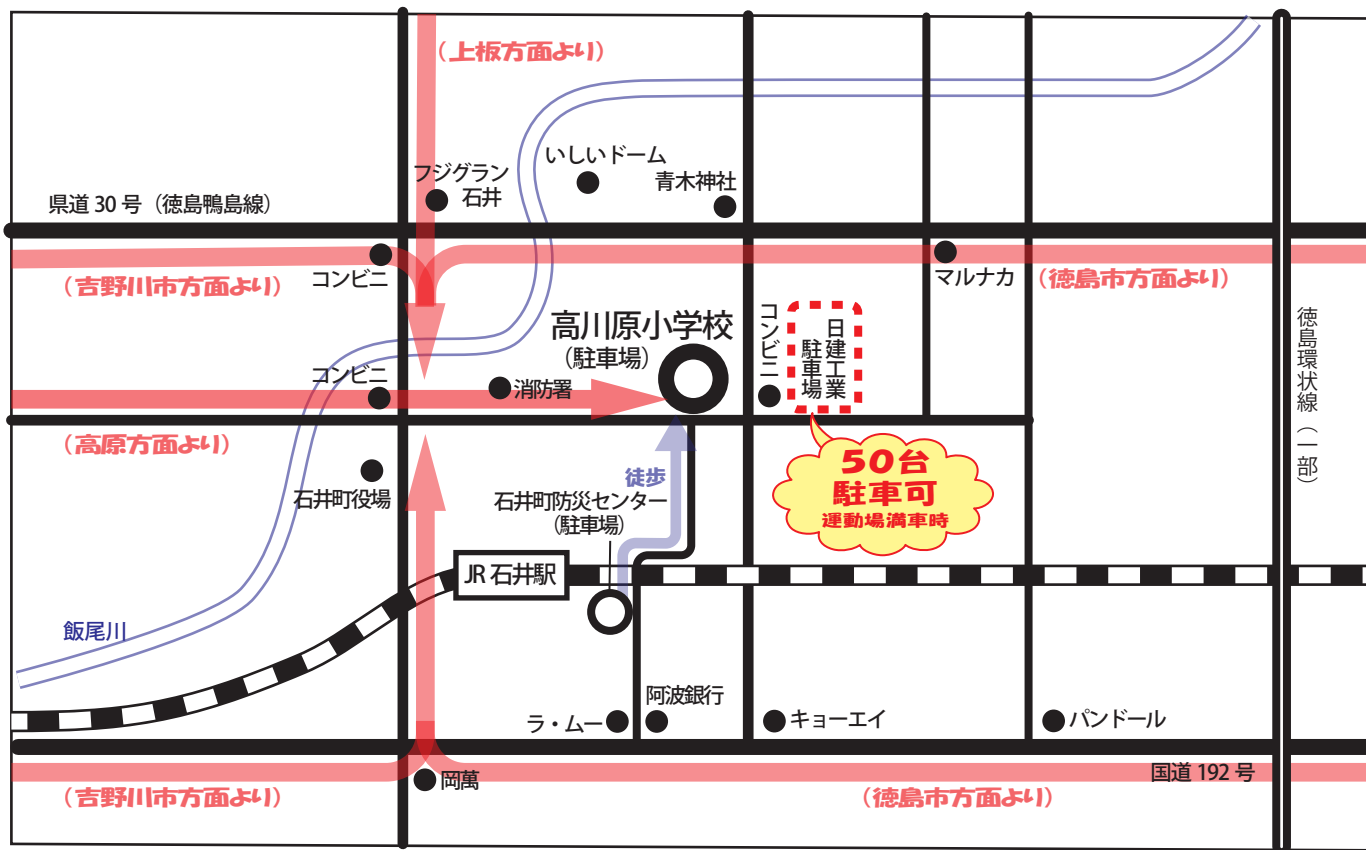 (上板方面より)
いしいドーム
フジグラン
石井
青木神社
県道 30 号(徳島鴨島線)
(吉野川市方面より)
コンビニ
マルナカ
(徳島市方面より)
高川原小学校
(駐車場)
コンビニ
日建工業
駐車場
徳島環状線(一部)
コンビニ
消防署
(高原方面より)
50台
駐車可
運動場満車時
石井町役場
徒歩
石井町防災センター
(駐車場)
JR 石井駅
飯尾川
ラ・ムー
阿波銀行
キョーエイ
パンドール
岡萬
国道 192 号
(吉野川市方面より)
(徳島市方面より)